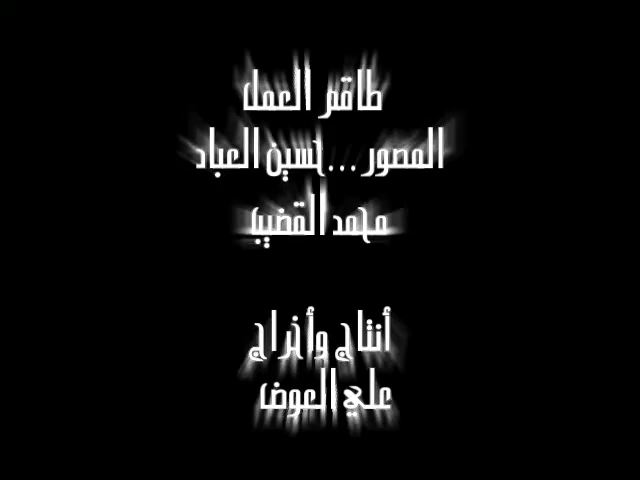 طاقم العمل
المصور...حسين العباد
محمد القضيب
أنتاج وأخراج
علي العوض